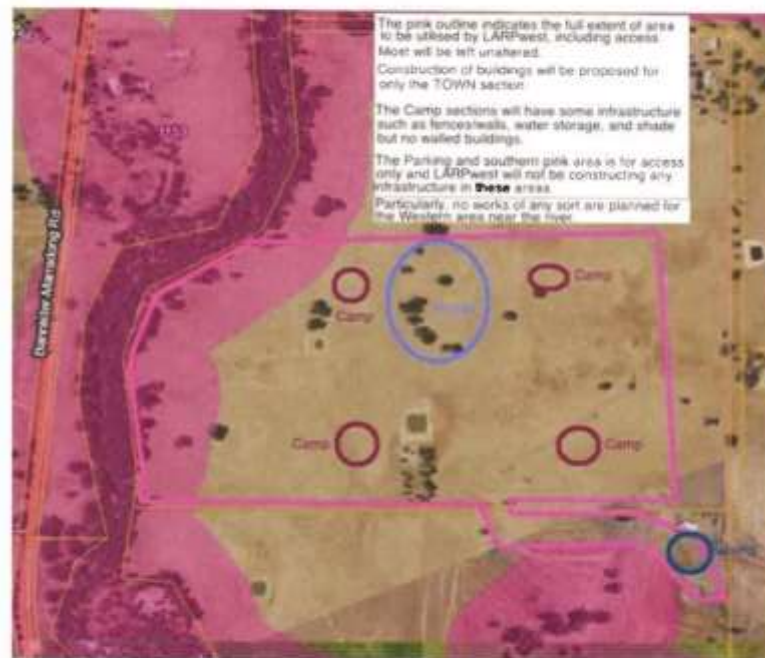 The pink outline indicates the full extent of area
to be utilised by LARPwest, including access.
Most will be left unaltered.
Construction of buildings will be proposed for
only the TOWN section
The Camp sections will have some infrastructure
such as fences/walls, water storage, and shade
but no walled buildings.
The Parking and southern pink area is for access
only and LARPwest will not be constructing any
infrastructure in these areas
Particularly, no works of any sort are planned for
the Western area near the river.
Camp
Camp
Bannister Marradong Rd
Camp
Camp